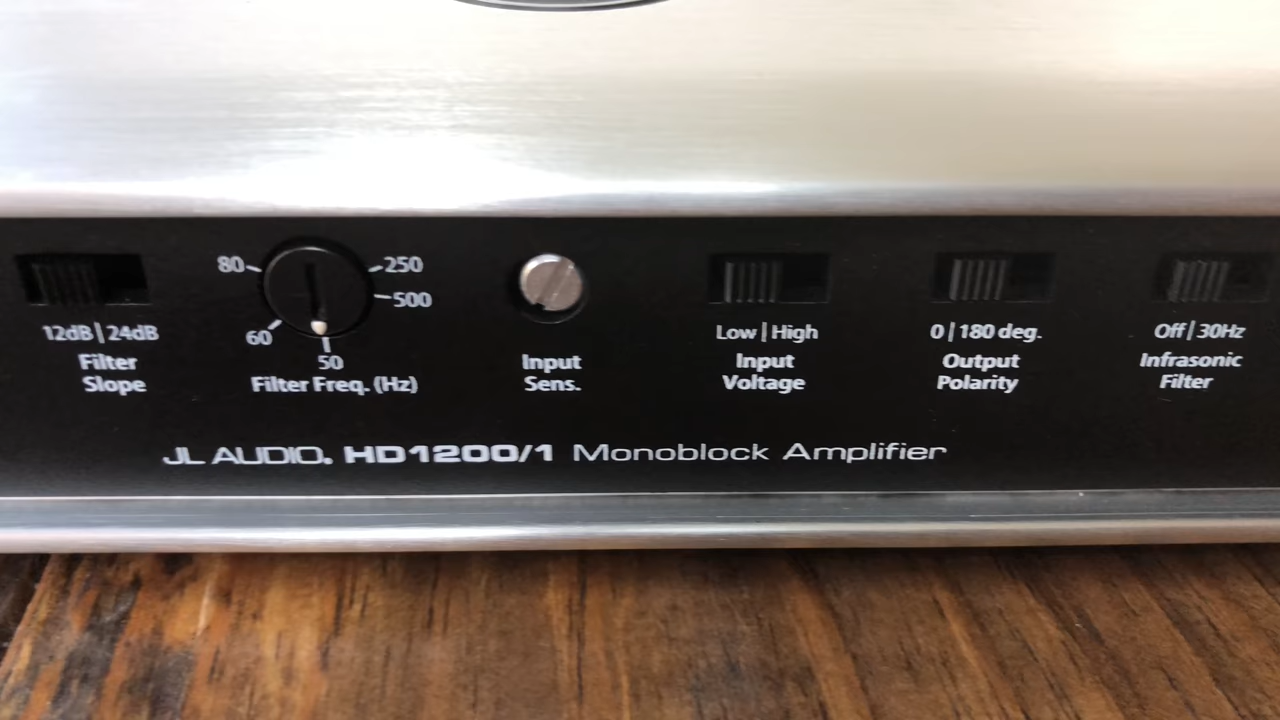 80
250
500
60
50
12dB | 24dB
Filter
Slope
Filter Freq. (Hz)
Input
Sens.
Low | High
Input
Voltage
0 | 180 deg.
Output
Polarity
Off | 30Hz
Infrasonic
Filter
JL AUDIO. HD1200/1 Monoblock Amplifier